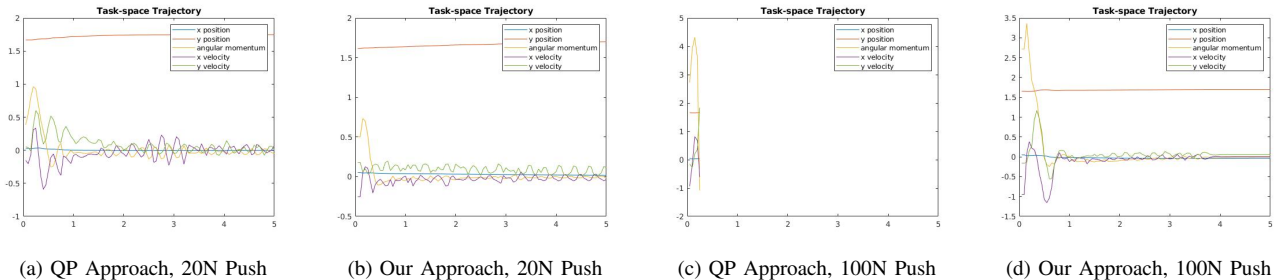 Task-space Trajectory
x position
y position
angular momentum
x velocity
y velocity
2
1.5
1
0.5
0
-0.5
-1
0 1 2 3 4 5
(a) QP Approach, 20N Push
Task-space Trajectory
x position
y position
angular momentum
x velocity
y velocity
2
1.5
1
0.5
0
-0.5
0 1 2 3 4 5
(b) Our Approach, 20N Push
Task-space Trajectory
x position
y position
angular momentum
x velocity
y velocity
5
4
3
2
1
0
-1
-2
0 1 2 3 4 5
(c) QP Approach, 100N Push
Task-space Trajectory
x position
y position
angular momentum
x velocity
y velocity
3.5
3
2.5
2
1.5
1
0.5
0
-0.5
-1
-1.5
0 1 2 3 4 5
(d) Our Approach, 100N Push